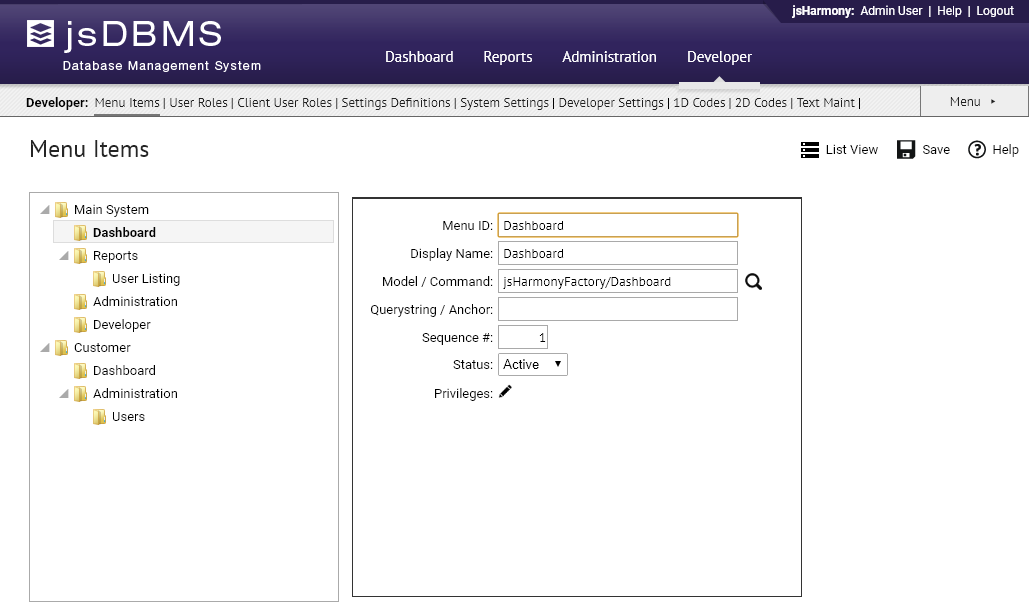 jsHarmony: Admin User | Help | Logout
jsDBMS
Database Management System
Dashboard Reports Administration Developer
Developer: Menu Items | User Roles | Client User Roles | Settings Definitions | System Settings | Developer Settings | 1D Codes | 2D Codes | Text Maint |
Menu
Menu Items
List View Save Help
Main System
Dashboard
Reports
User Listing
Administration
Developer
Customer
Dashboard
Administration
Users
Menu ID: Dashboard
Display Name: Dashboard
Model / Command: jsHarmonyFactory/Dashboard
Querystring / Anchor:
Sequence #: 1
Status: Active
Privileges: